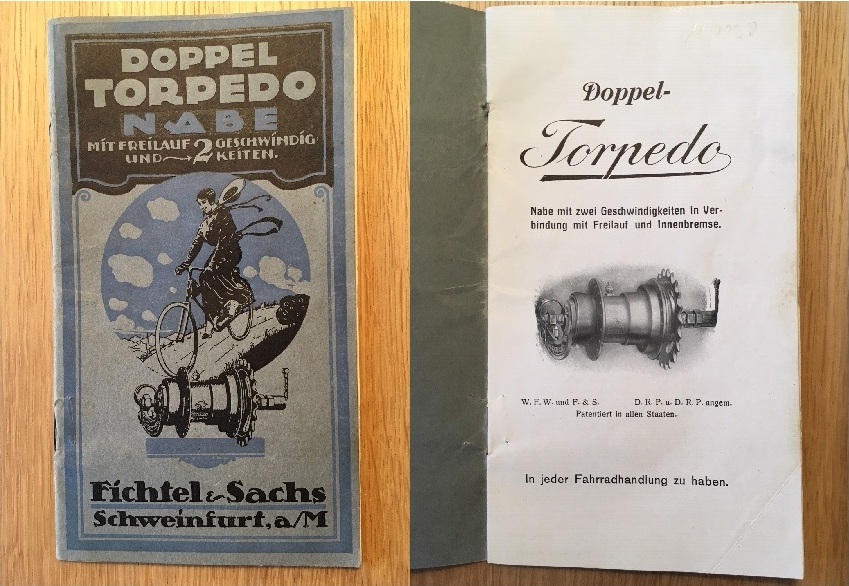 DOPPEL
TORPEDO
NABE
MIT FREILAUF 2 GESCHWINDIG
UND KEITEN.
Fichtel & Sachs
Schweinfurt, a/M
Doppel-
Torpedo
Nabe mit zwei Geschwindigkeiten in Ver-
bindung mit Freilauf und Innenbremse.
W. F. W. und F. & S. D. R. P. u. D. R. P. angem.
Patentiert in allen Staaten.
In jeder Fahrradhandlung zu haben.